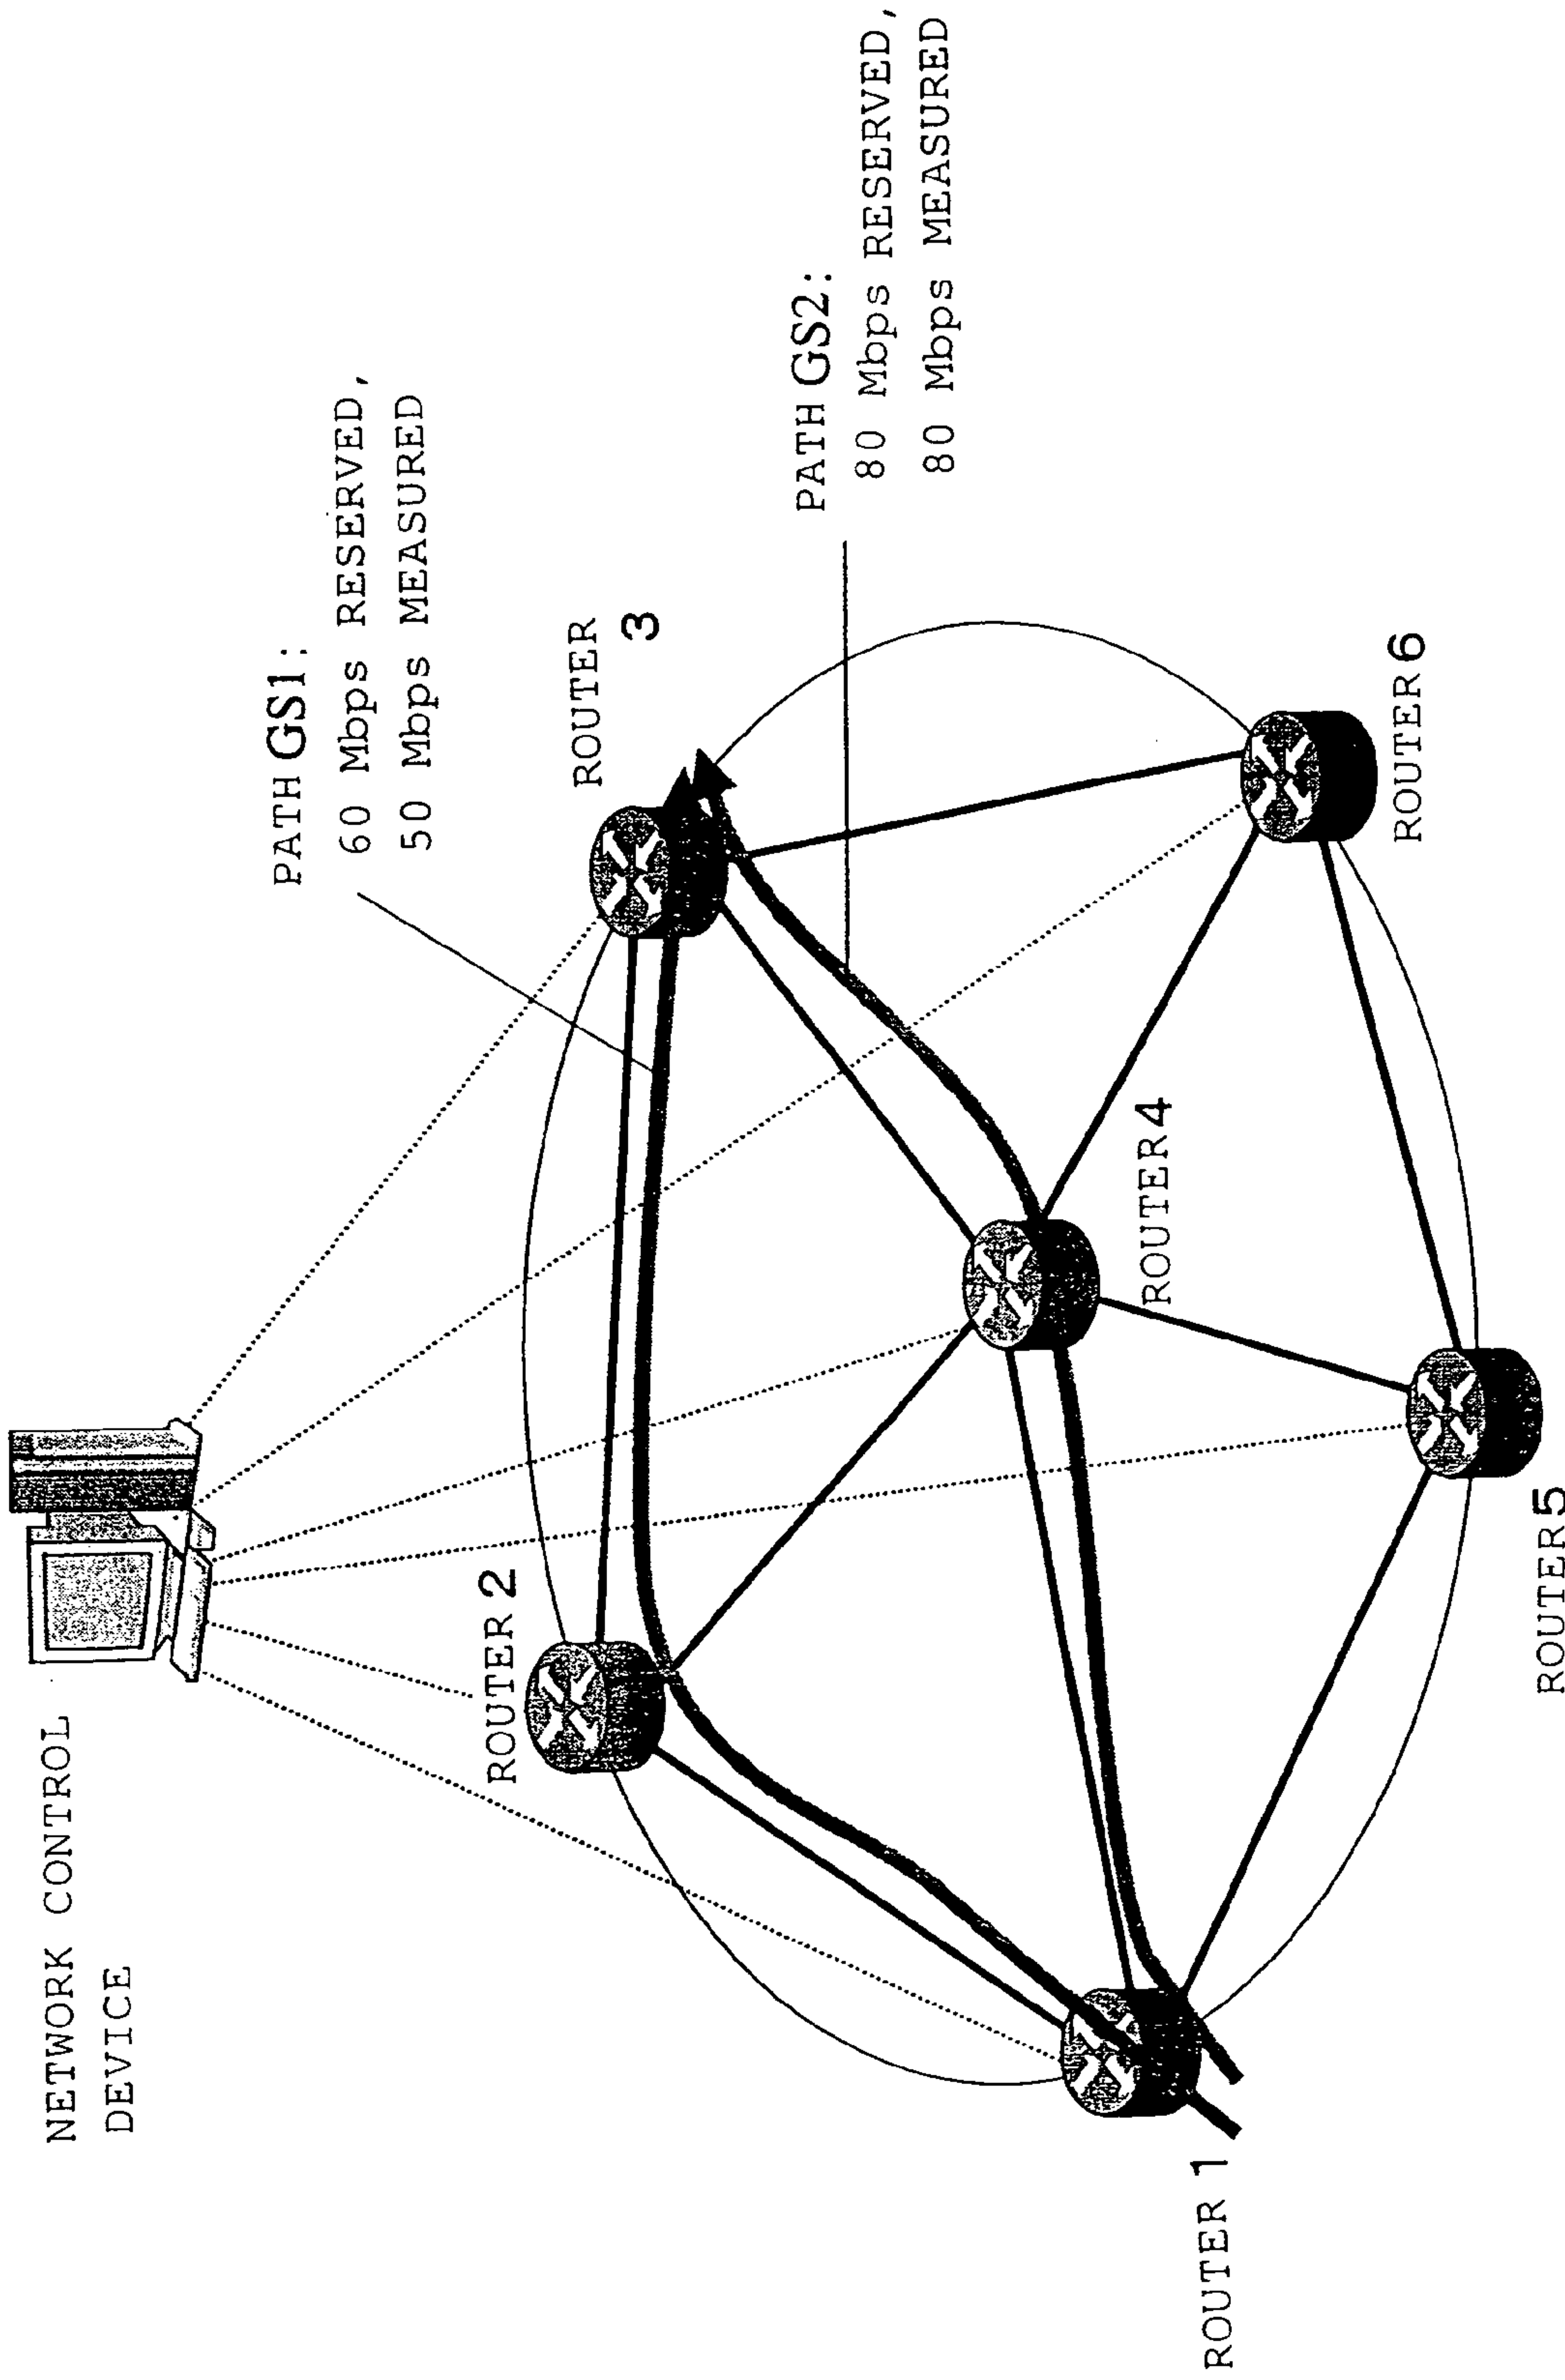 NETWORK CONTROL
DEVICE
PATH GS1:
60 Mbps RESERVED,
50 Mbps MEASURED
ROUTER 2
ROUTER
3
PATH GS2:
80 Mbps RESERVED,
80 Mbps MEASURED
ROUTER 4
ROUTER 1
ROUTER 6
ROUTER 5